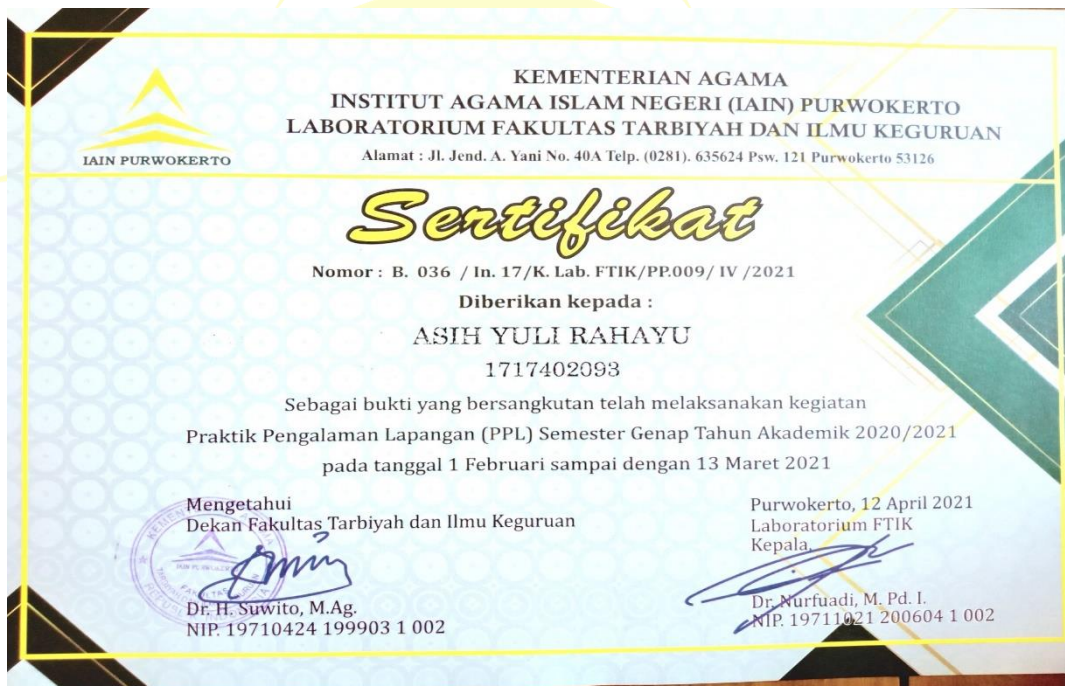 KEMENTERIAN AGAMA
INSTITUT AGAMA ISLAM NEGERI (IAIN) PURWOKERTO
LABORATORIUM FAKULTAS TARBIYAH DAN ILMU KEGURUAN
Alamat : Jl. Jend. A. Yani No. 40A Telp. (0281). 635624 Psw. 121 Purwokerto 53126
IAIN PURWOKERTO
Sertifikat
Nomor : B. 036 / In. 17/K. Lab. FTIK/PP.009/ IV /2021
Diberikan kepada :
ASIH YULI RAHAYU
1717402093
Sebagai bukti yang bersangkutan telah melaksanakan kegiatan
Praktik Pengalaman Lapangan (PPL) Semester Genap Tahun Akademik 2020/2021
pada tanggal 1 Februari sampai dengan 13 Maret 2021
Mengetahui
Dekan Fakultas Tarbiyah dan Ilmu Keguruan
Dr. H. Suwito, M.Ag.
NIP. 19710424 199903 1 002
Purwokerto, 12 April 2021
Laboratorium FTIK
Kepala,
Dr. Nurfuadi, M. Pd. I.
NIP. 19711021 200604 1 002